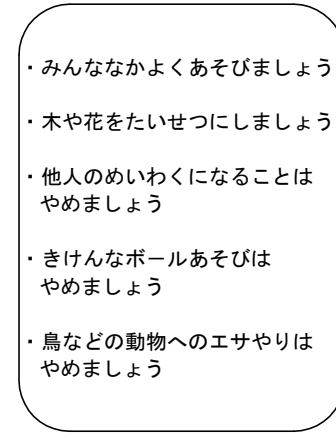 ・みんななかよくあそびましょう
・木や花をたいせつにしましょう
・他人のめいわくになることは
やめましょう
・きけんなボールあそびは
やめましょう
・鳥などの動物へのエサやりは
やめましょう